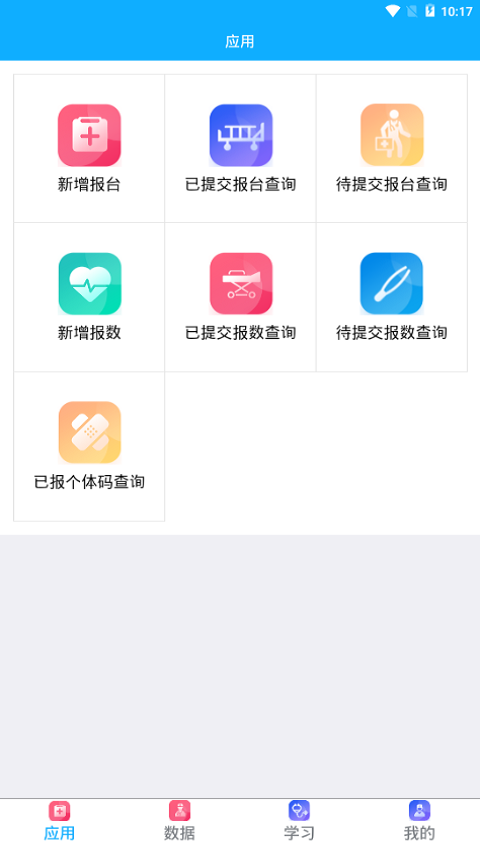 10:17
应用
新增报台
已提交报台查询
待提交报台查询
新增报数
已提交报数查询
待提交报数查询
已报个体码查询
应用
数据
学习
我的